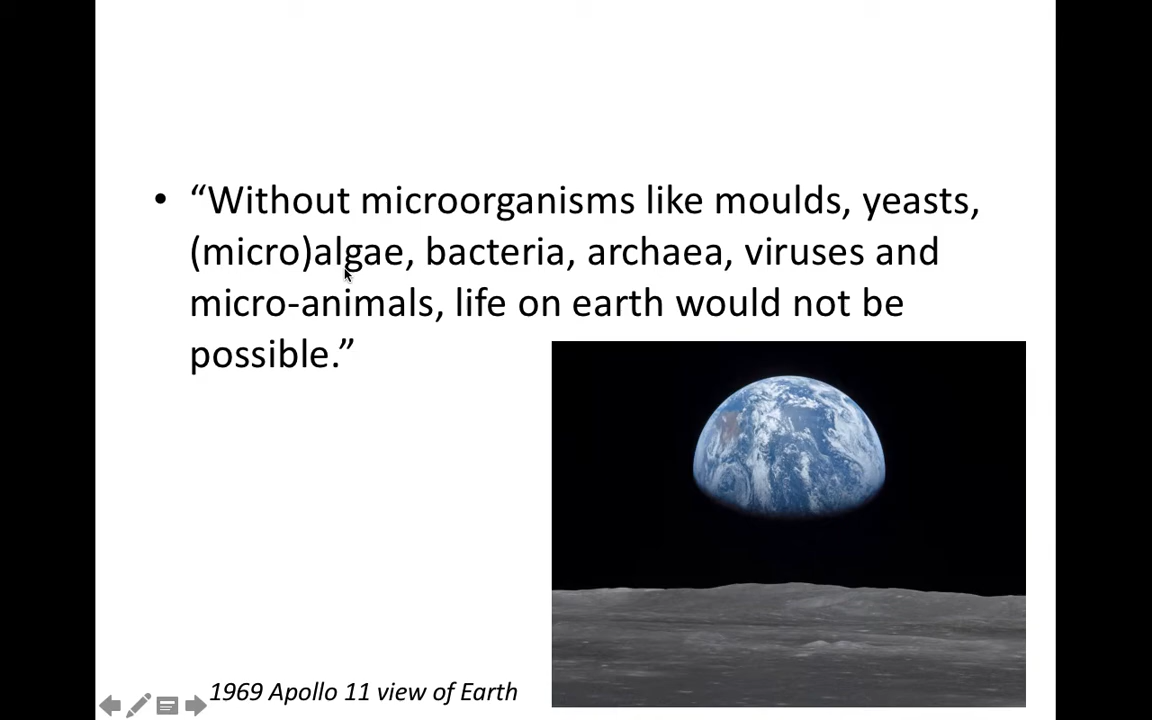 • “Without microorganisms like moulds, yeasts,
(micro)algae, bacteria, archaea, viruses and
micro-animals, life on earth would not be
possible.”
1969 Apollo 11 view of Earth